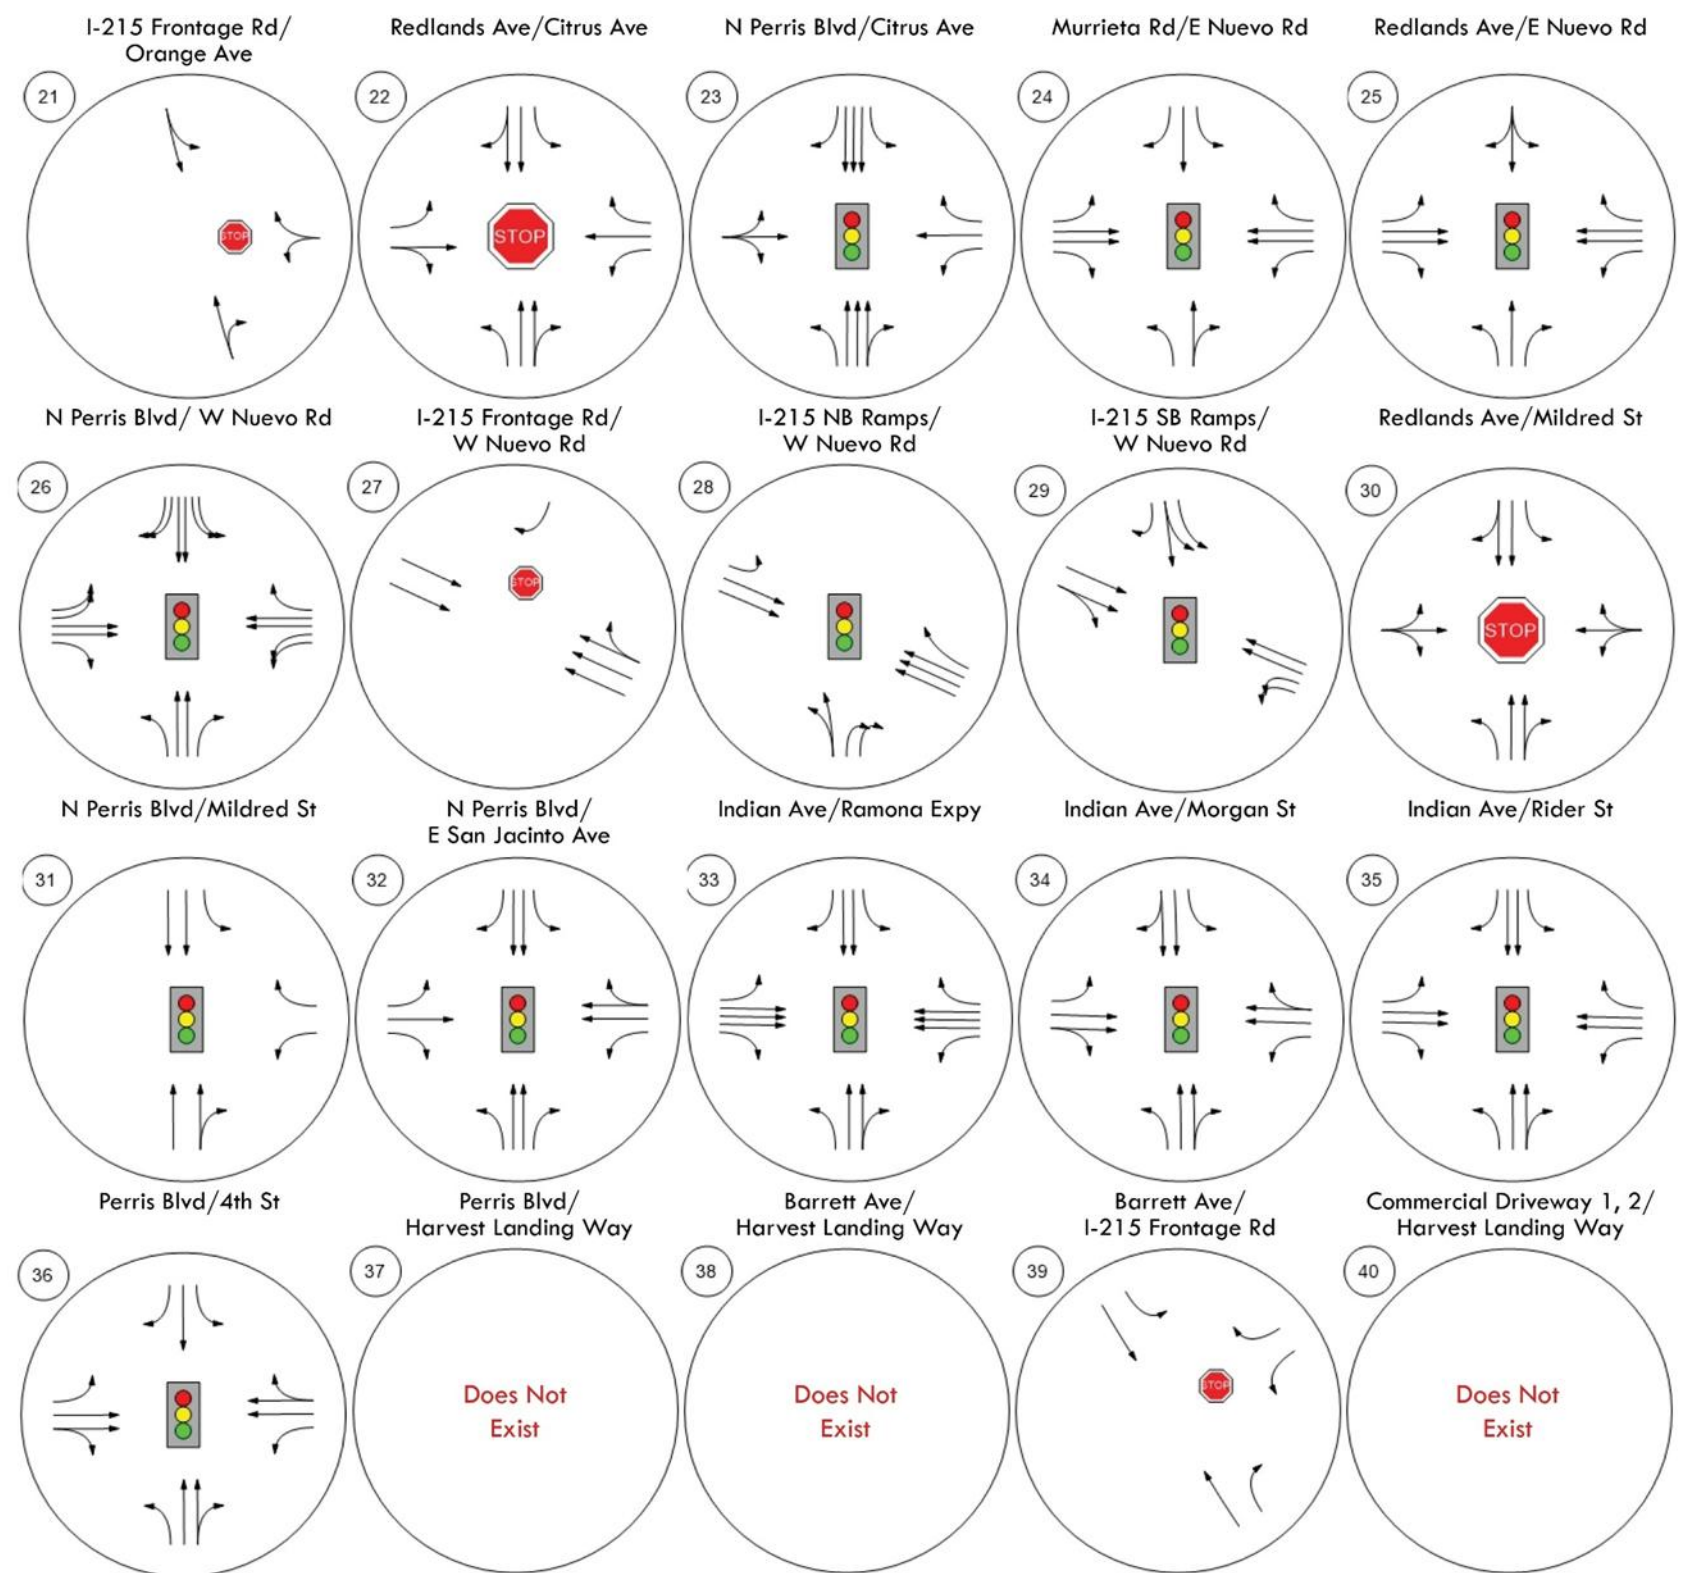 I-215 Frontage Rd/
Orange Ave
Redlands Ave/Citrus Ave
N Perris Blvd/Citrus Ave
Murrieta Rd/E Nuevo Rd
Redlands Ave/E Nuevo Rd
21
22
23
24
25
STOP
STOP
N Perris Blvd/ W Nuevo Rd
I-215 Frontage Rd/
W Nuevo Rd
I-215 NB Ramps/
W Nuevo Rd
I-215 SB Ramps/
W Nuevo Rd
Redlands Ave/Mildred St
26
27
28
29
30
STOP
STOP
N Perris Blvd/Mildred St
N Perris Blvd/
E San Jacinto Ave
Indian Ave/Ramona Expy
Indian Ave/Morgan St
Indian Ave/Rider St
31
32
33
34
35
Perris Blvd/4th St
Perris Blvd/
Harvest Landing Way
Barrett Ave/
Harvest Landing Way
Barrett Ave/
I-215 Frontage Rd
Commercial Driveway 1, 2/
Harvest Landing Way
36
37
38
39
40
Does Not
Exist
Does Not
Exist
STOP
Does Not
Exist